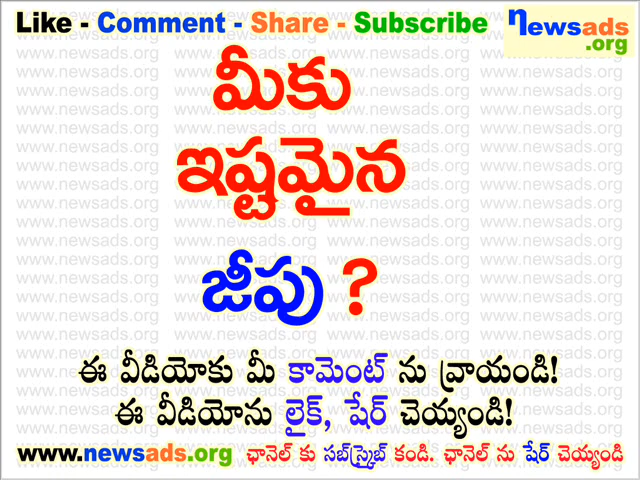 Like - Comment - Share - Subscribe
newsads
.org
మీకు
ఇష్టమైన
జీపు ?
ఈ వీడియోకు మీ కామెంట్ ను వ్రాయండి!
ఈ వీడియోను లైక్, షేర్ చెయ్యండి!
www.newsads.org ఛానెల్ కు సబ్‌స్క్రైబ్ కండి. ఛానెల్ ను షేర్ చెయ్యండి